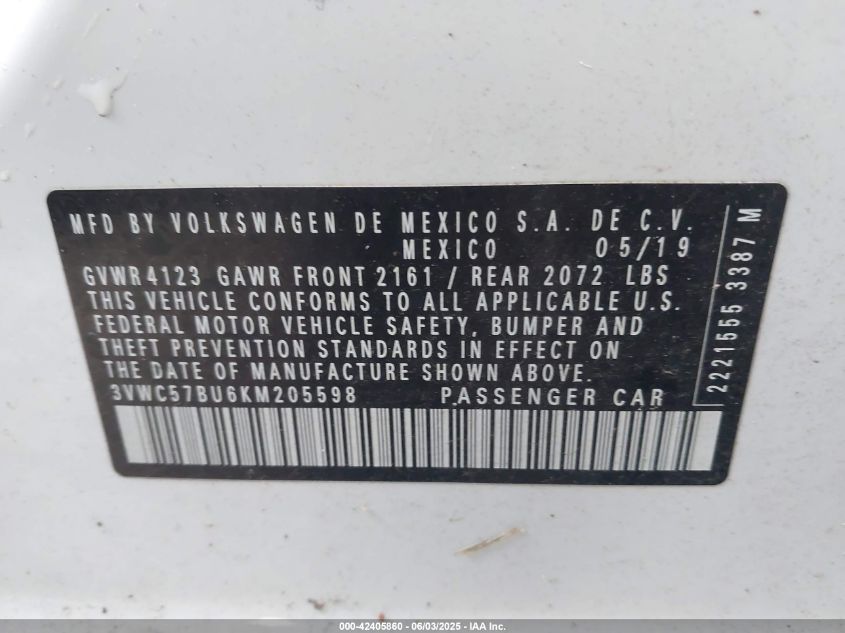 MFD BY VOLKSWAGEN DE MEXICO S.A. DE C.V.
MEXICO 05/19
GVWR 4123 GAWR FRONT 2161 / REAR 2072 LBS
THIS VEHICLE CONFORMS TO ALL APPLICABLE U.S.
FEDERAL MOTOR VEHICLE SAFETY, BUMPER AND
THEFT PREVENTION STANDARDS IN EFFECT ON
THE DATE OF MANUFACTURE SHOWN ABOVE.
3VWC57BU6KM205598 PASSENGER CAR
2221555 3387 M
000-42405860 - 06/03/2025 - IAA Inc.